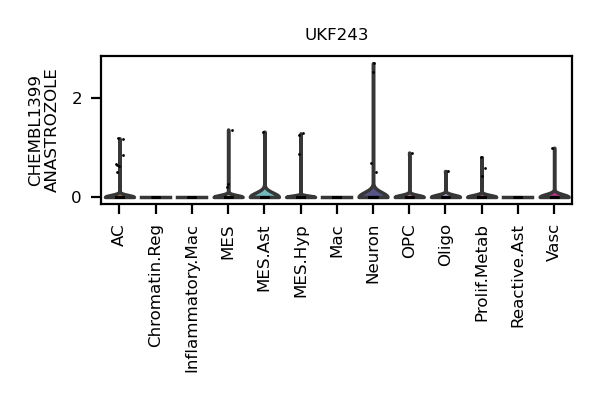 UKF243
CHEMBL1399
ANASTROZOLE
2
0
AC
Chromatin.Reg
Inflammatory.Mac
MES
MES.Ast
MES.Hyp
Mac
Neuron
OPC
Oligo
Prolif.Metab
Reactive.Ast
Vasc